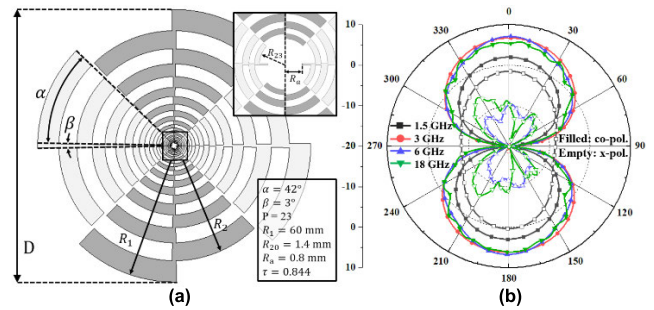 D
α
β
R₁
R₂
R₂₃
Rₐ
α = 42°
β = 3°
P = 23
R₁ = 60 mm
R₂₀ = 1.4 mm
Rₐ = 0.8 mm
τ = 0.844
(a)
10
0
-10
-20
-10
0
10
0
30
60
90
120
150
180
210
240
270
300
330
1.5 GHz
3 GHz
6 GHz
18 GHz
Filled: co-pol.
Empty: x-pol.
(b)